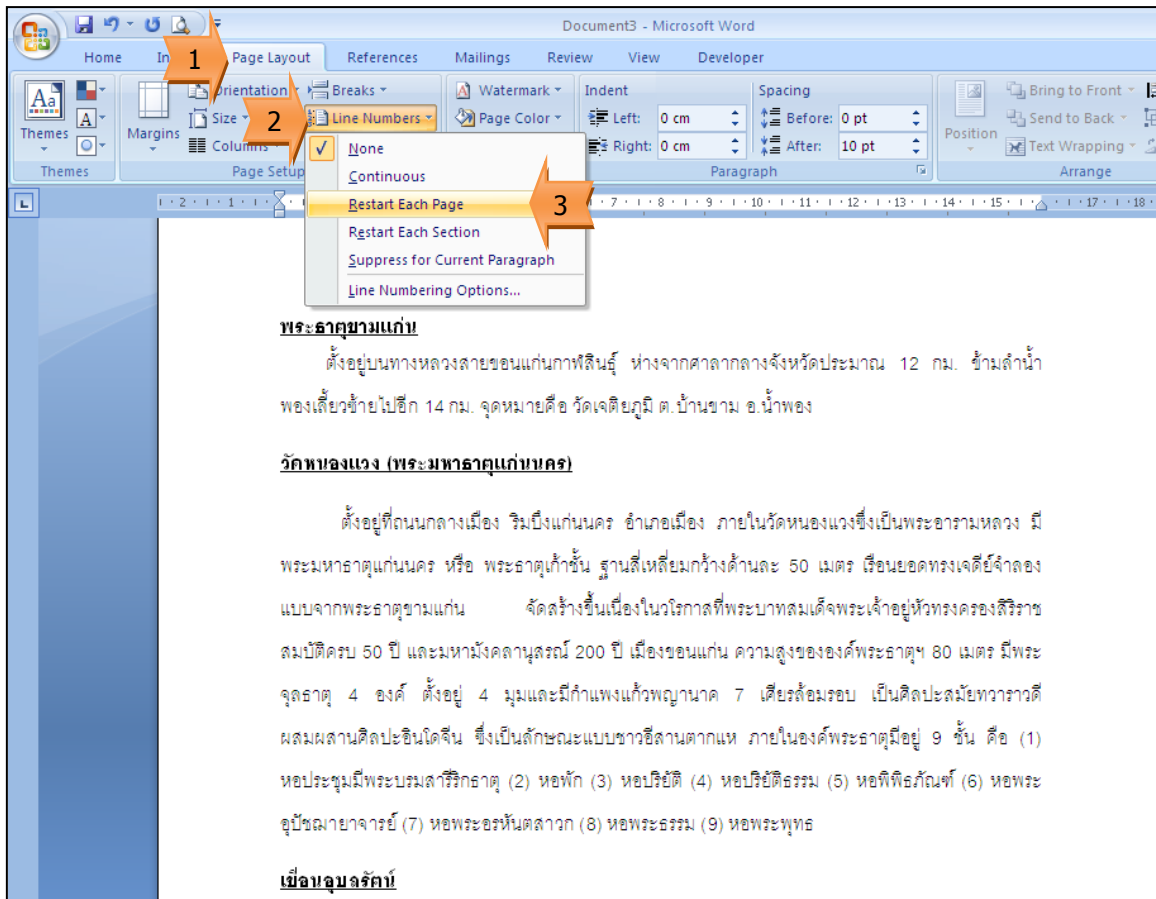 Document3 - Microsoft Word
Home In Page Layout References Mailings Review View Developer
1
Orientation Breaks Watermark Indent Spacing Bring to Front
Aa
2
Size Line Numbers Page Color Left: 0 cm Before: 0 pt Send to Back
Themes Margins Columns Right: 0 cm After: 10 pt Position Text Wrapping
Themes Page Setup Paragraph Arrange
None
Continuous
Restart Each Page
3
Restart Each Section
Suppress for Current Paragraph
Line Numbering Options...
L 2 1 1 7 8 9 10 11 12 13 14 15 17 18
พระธาตุขามแก่น
ตั้งอยู่บนทางหลวงสายขอนแก่นกาฬสินธุ์ ห่างจากศาลากลางจังหวัดประมาณ 12 กม. ข้ามลำน้ำ
พองเลี้ยวซ้ายไปอีก 14 กม. จุดหมายคือ วัดเจติยภูมิ ต.บ้านขาม อ.น้ำพอง
วัดหนองแวง (พระมหาธาตุแก่นนคร)
ตั้งอยู่ที่ถนนกลางเมือง ริมบึงแก่นนคร อำเภอเมือง ภายในวัดหนองแวงซึ่งเป็นพระอารามหลวง มี
พระมหาธาตุแก่นนคร หรือ พระธาตุเก้าชั้น ฐานสี่เหลี่ยมกว้างด้านละ 50 เมตร เรือนยอดทรงเจดีย์จำลอง
แบบจากพระธาตุขามแก่น จัดสร้างขึ้นเนื่องในวโรกาสที่พระบาทสมเด็จพระเจ้าอยู่หัวทรงครองสิริราช
สมบัติครบ 50 ปี และมหามังคลานุสรณ์ 200 ปี เมืองขอนแก่น ความสูงขององค์พระธาตุฯ 80 เมตร มีพระ
จุลธาตุ 4 องค์ ตั้งอยู่ 4 มุมและมีกำแพงแก้วพญานาค 7 เศียรล้อมรอบ เป็นศิลปะสมัยทวาราวดี
ผสมผสานศิลปะอินโดจีน ซึ่งเป็นลักษณะแบบชาวอีสานตากแห ภายในองค์พระธาตุมีอยู่ 9 ชั้น คือ (1)
หอประชุมมีพระบรมสารีริกธาตุ (2) หอพัก (3) หอปริยัติ (4) หอปริยัติธรรม (5) หอพิพิธภัณฑ์ (6) หอพระ
อุปัชฌายาจารย์ (7) หอพระอรหันตสาวก (8) หอพระธรรม (9) หอพระพุทธ
เขื่อนอุบลรัตน์